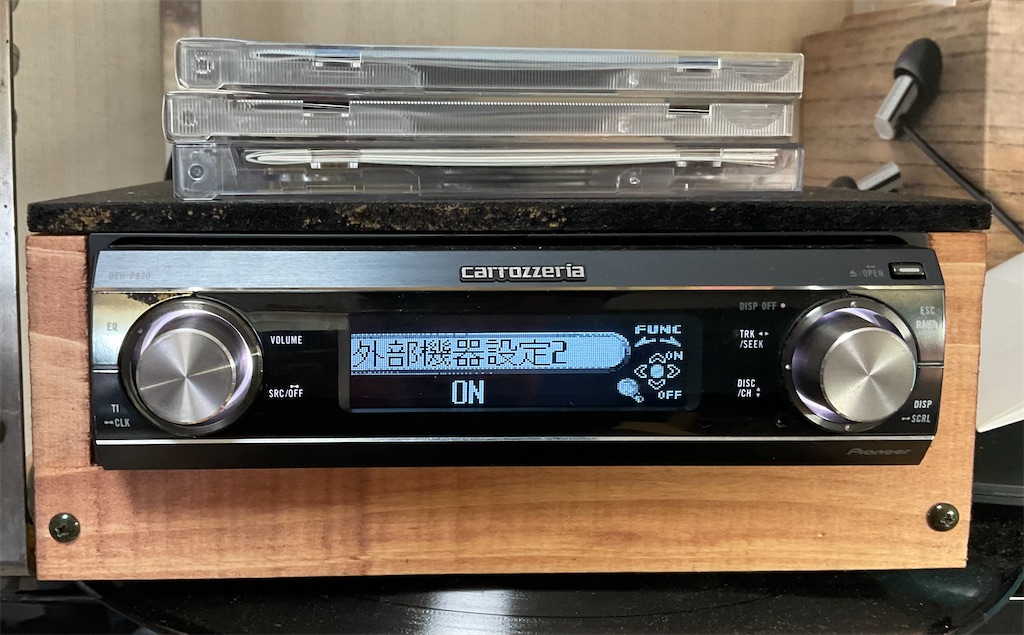 carrozzeria
DEH-P930
OPEN
EQ
VOLUME
SRC/OFF
TI
CLK
外部機器設定2
ON
FUNC
ON
OFF
DISP OFF
TRK
/SEEK
DISC
/CH
ESC
BAND
DISP
SCRL
Pioneer